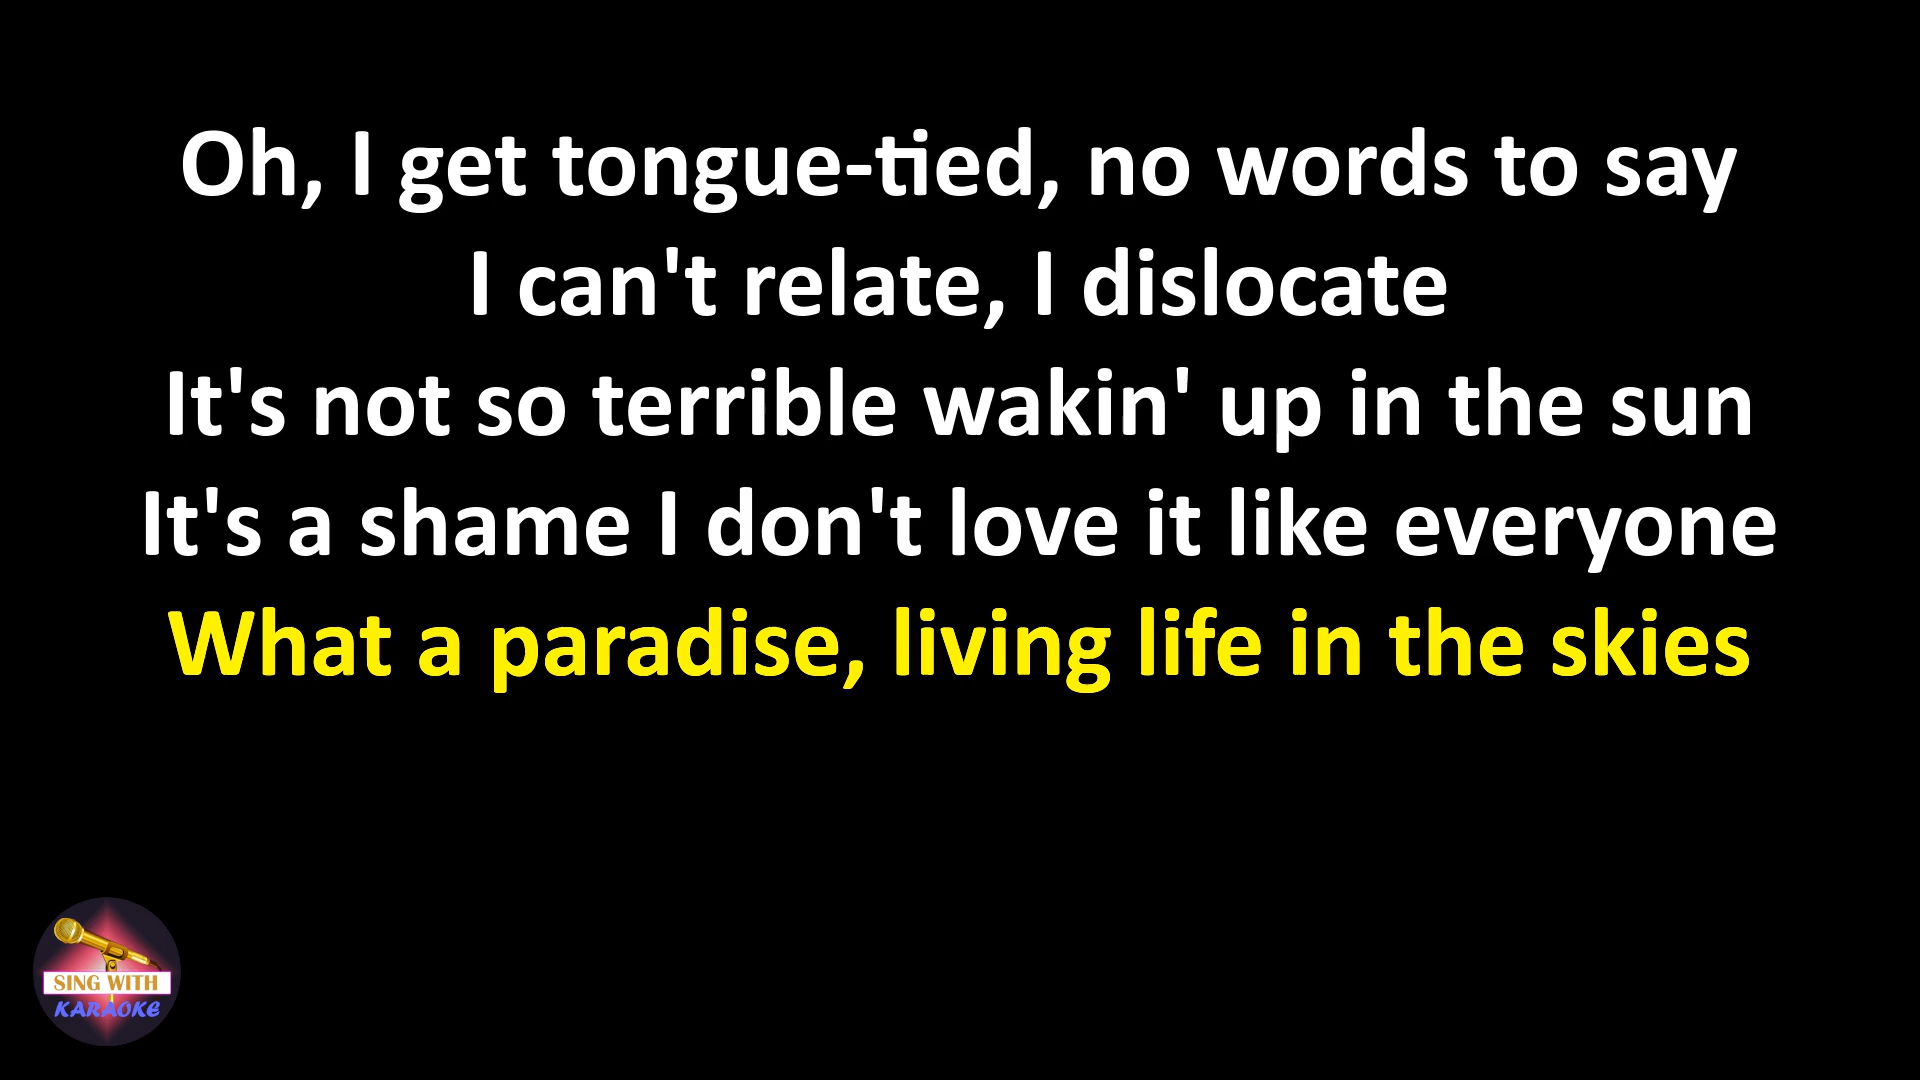 Oh, I get tongue-tied, no words to say
I can't relate, I dislocate
It's not so terrible wakin' up in the sun
It's a shame I don't love it like everyone
What a paradise, living life in the skies
SING WITH
KARAOKE